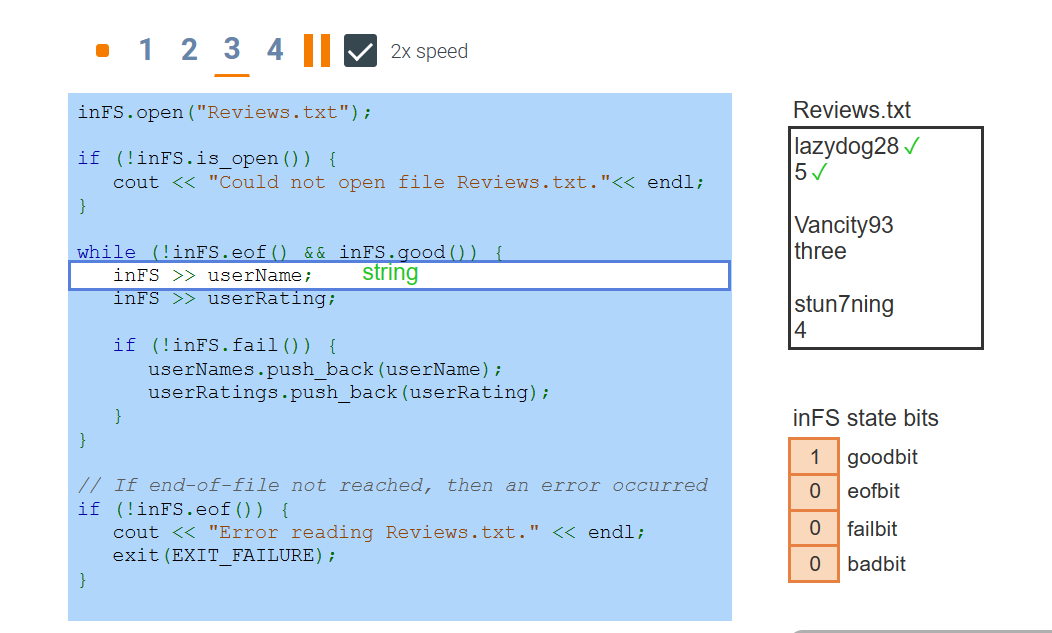 1 2 3 4 2x speed
inFS.open("Reviews.txt");
if (!inFS.is_open()) {
cout << "Could not open file Reviews.txt."<< endl;
}
while (!inFS.eof() && inFS.good()) {
inFS >> userName; string
inFS >> userRating;
if (!inFS.fail()) {
userNames.push_back(userName);
userRatings.push_back(userRating);
}
}
// If end-of-file not reached, then an error occurred
if (!inFS.eof()) {
cout << "Error reading Reviews.txt." << endl;
exit(EXIT_FAILURE);
}
Reviews.txt
lazydog28 ✓
5 ✓
Vancity93
three
stun7ning
4
inFS state bits
1 goodbit
0 eofbit
0 failbit
0 badbit